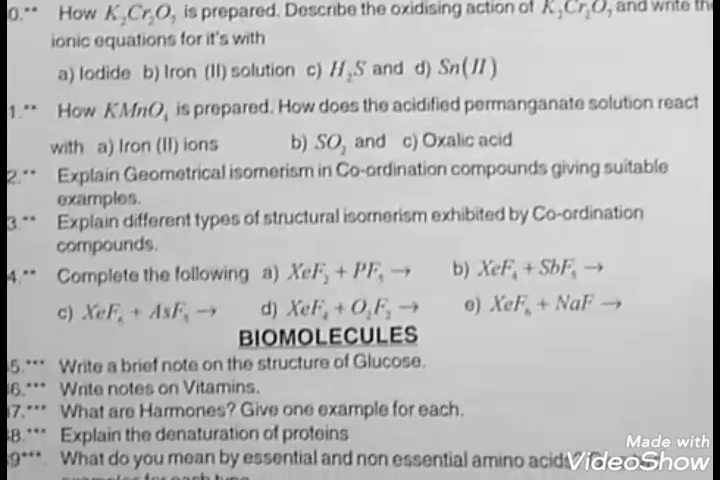 0.** How K₂Cr₂O₇ is prepared. Describe the oxidising action of K₂Cr₂O₇ and write the
ionic equations for it's with
a) Iodide b) Iron (II) solution c) H₂S and d) Sn(II)
1.** How KMnO₄ is prepared. How does the acidified permanganate solution react
with a) Iron (II) ions b) SO₂ and c) Oxalic acid
2.** Explain Geometrical isomerism in Co-ordination compounds giving suitable
examples.
3.** Explain different types of structural isomerism exhibited by Co-ordination
compounds.
4.** Complete the following a) XeF₂ + PF₅ → b) XeF₄ + SbF₅ →
c) XeF₆ + AsF₅ → d) XeF₄ + O₂F₂ → e) XeF₆ + NaF →
BIOMOLECULES
5.*** Write a brief note on the structure of Glucose.
6.*** Write notes on Vitamins.
7.*** What are Harmones? Give one example for each.
8.*** Explain the denaturation of proteins
9***. What do you mean by essential and non essential amino acids
examples for each type
Made with
VideoShow